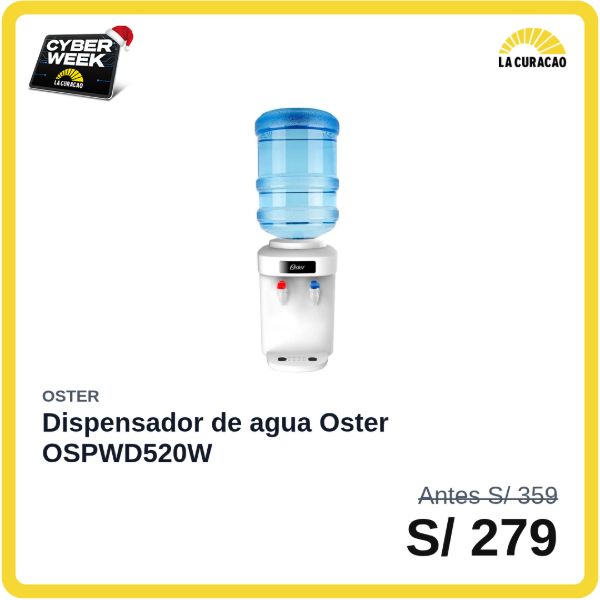 CYBER
WEEK
LA CURACAO
LA CURACAO
Oster
OSTER
Dispensador de agua Oster
OSPWD520W
Antes S/ 359
S/ 279